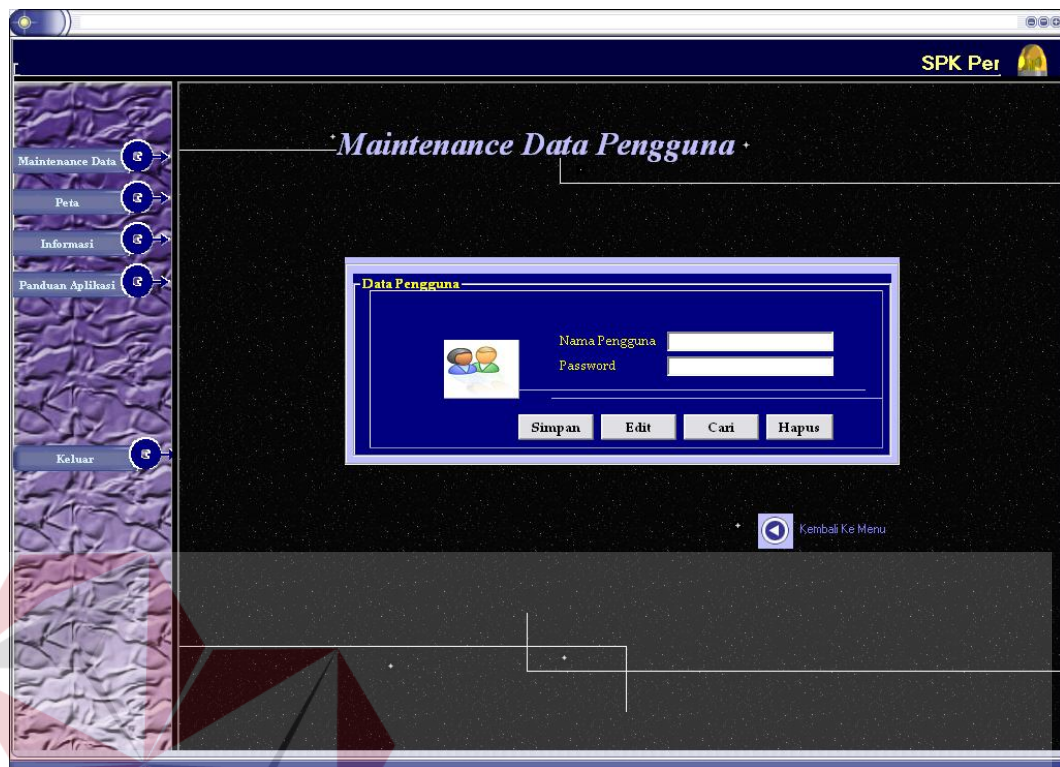 SPK Per
Maintenance Data Pengguna
Maintenance Data
Peta
Informasi
Panduan Aplikasi
Keluar
Data Pengguna
Nama Pengguna
Password
Simpan Edit Cari Hapus
Kembali Ke Menu